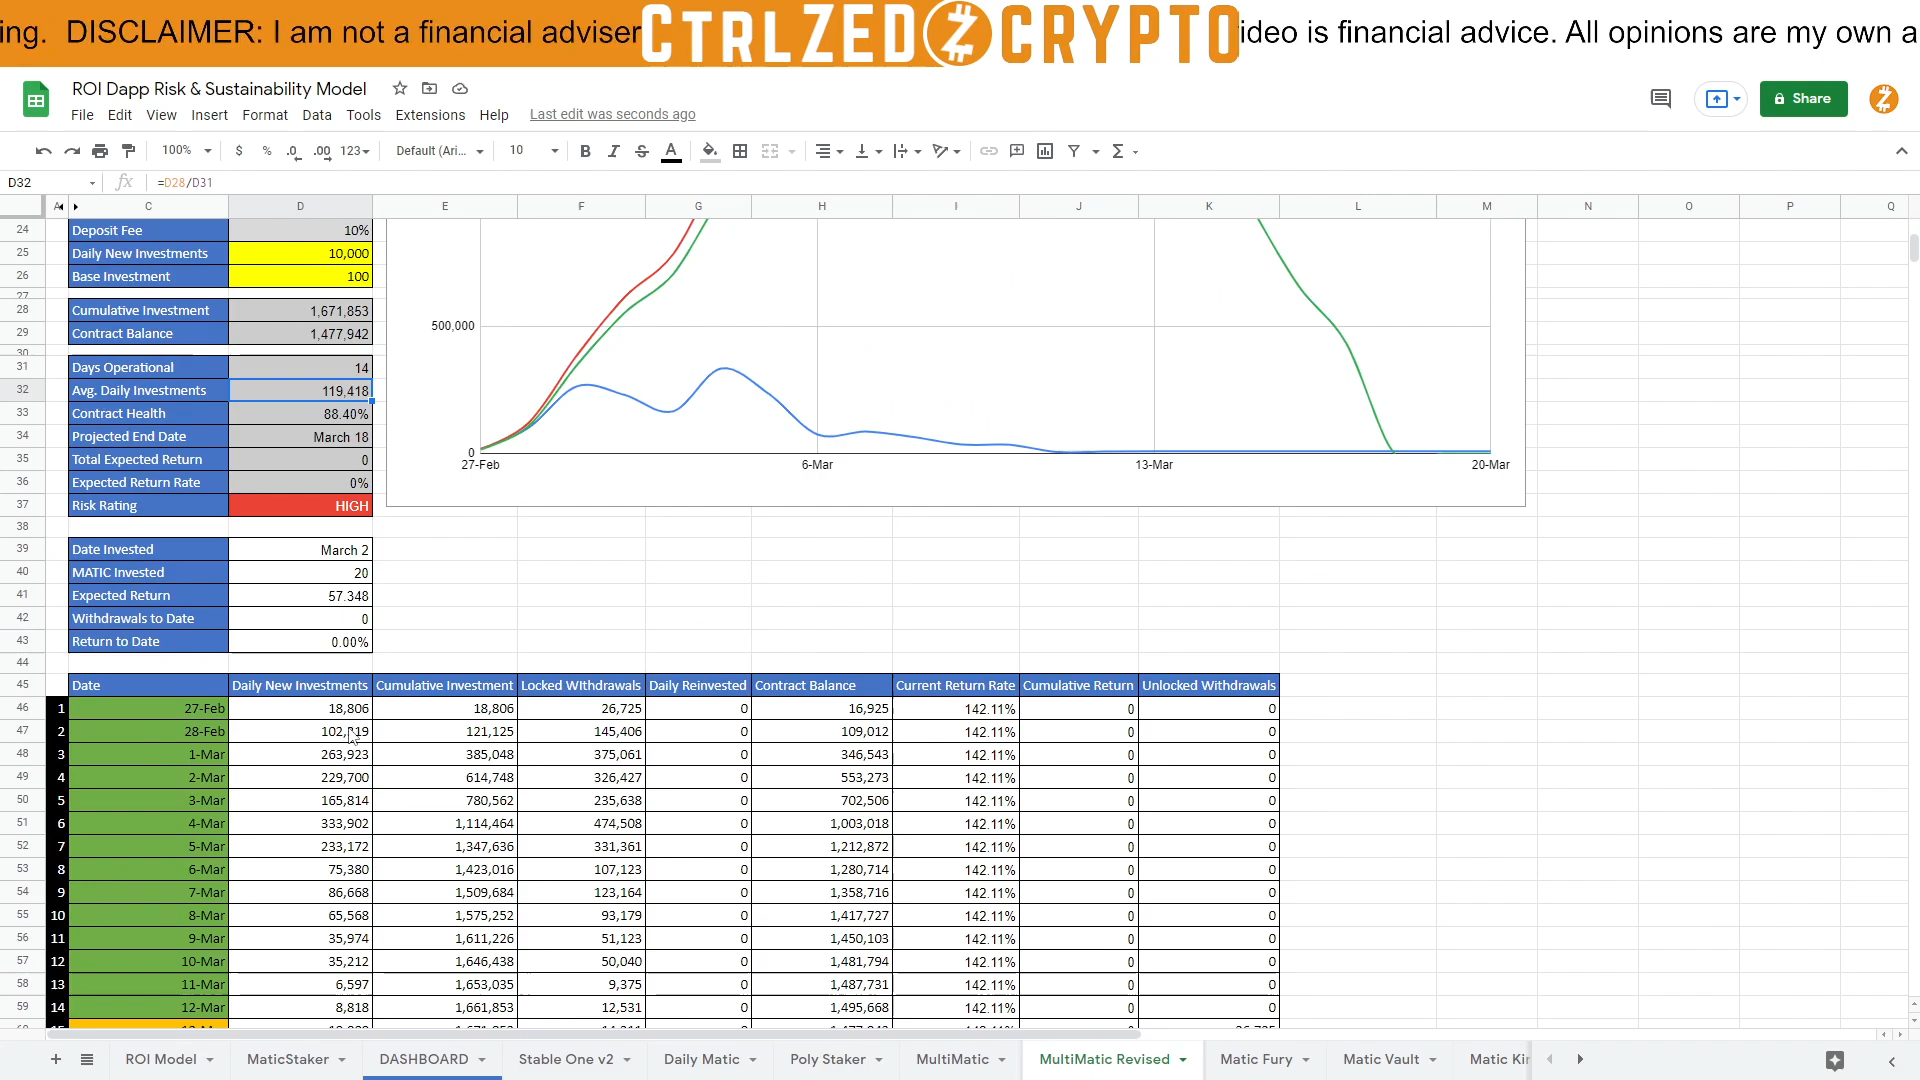 ing.  DISCLAIMER: I am not a financial adviser CTRLZED CRYPTO ideo is financial advice. All opinions are my own a
ROI Dapp Risk & Sustainability Model
File Edit View Insert Format Data Tools Extensions Help Last edit was seconds ago
Share
100% $ % .0 .00 123 Default (Ari... 10 B I S A
D32 fx =D28/D31
A C D E F G H I J K L M N O P Q
24 Deposit Fee 10%
25 Daily New Investments 10,000
26 Base Investment 100
27
28 Cumulative Investment 1,671,853
29 Contract Balance 1,477,942
30
31 Days Operational 14
32 Avg. Daily Investments 119,418
33 Contract Health 88.40%
34 Projected End Date March 18
35 Total Expected Return 0
36 Expected Return Rate 0%
37 Risk Rating HIGH
500,000
0
27-Feb 6-Mar 13-Mar 20-Mar
38
39 Date Invested March 2
40 MATIC Invested 20
41 Expected Return 57.348
42 Withdrawals to Date 0
43 Return to Date 0.00%
44
45 Date Daily New Investments Cumulative Investment Locked WIthdrawals Daily Reinvested Contract Balance Current Return Rate Cumulative Return Unlocked Withdrawals
46 1 27-Feb 18,806 18,806 26,725 0 16,925 142.11% 0 0
47 2 28-Feb 102, 19 121,125 145,406 0 109,012 142.11% 0 0
48 3 1-Mar 263,923 385,048 375,061 0 346,543 142.11% 0 0
49 4 2-Mar 229,700 614,748 326,427 0 553,273 142.11% 0 0
50 5 3-Mar 165,814 780,562 235,638 0 702,506 142.11% 0 0
51 6 4-Mar 333,902 1,114,464 474,508 0 1,003,018 142.11% 0 0
52 7 5-Mar 233,172 1,347,636 331,361 0 1,212,872 142.11% 0 0
53 8 6-Mar 75,380 1,423,016 107,123 0 1,280,714 142.11% 0 0
54 9 7-Mar 86,668 1,509,684 123,164 0 1,358,716 142.11% 0 0
55 10 8-Mar 65,568 1,575,252 93,179 0 1,417,727 142.11% 0 0
56 11 9-Mar 35,974 1,611,226 51,123 0 1,450,103 142.11% 0 0
57 12 10-Mar 35,212 1,646,438 50,040 0 1,481,794 142.11% 0 0
58 13 11-Mar 6,597 1,653,035 9,375 0 1,487,731 142.11% 0 0
59 14 12-Mar 8,818 1,661,853 12,531 0 1,495,668 142.11% 0 0
ROI Model MaticStaker DASHBOARD Stable One v2 Daily Matic Poly Staker MultiMatic MultiMatic Revised Matic Fury Matic Vault Matic Kin